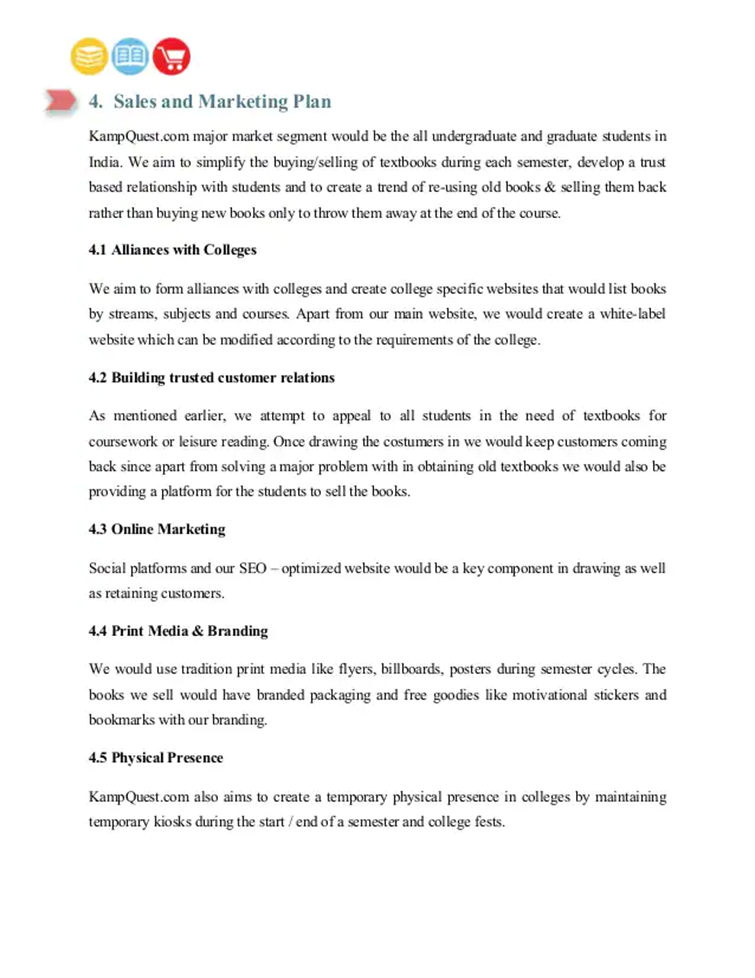 4. Sales and Marketing Plan
KampQuest.com major market segment would be the all undergraduate and graduate students in
India. We aim to simplify the buying/selling of textbooks during each semester, develop a trust
based relationship with students and to create a trend of re-using old books & selling them back
rather than buying new books only to throw them away at the end of the course.
4.1 Alliances with Colleges
We aim to form alliances with colleges and create college specific websites that would list books
by streams, subjects and courses. Apart from our main website, we would create a white-label
website which can be modified according to the requirements of the college.
4.2 Building trusted customer relations
As mentioned earlier, we attempt to appeal to all students in the need of textbooks for
coursework or leisure reading. Once drawing the costumers in we would keep customers coming
back since apart from solving a major problem with in obtaining old textbooks we would also be
providing a platform for the students to sell the books.
4.3 Online Marketing
Social platforms and our SEO – optimized website would be a key component in drawing as well
as retaining customers.
4.4 Print Media & Branding
We would use tradition print media like flyers, billboards, posters during semester cycles. The
books we sell would have branded packaging and free goodies like motivational stickers and
bookmarks with our branding.
4.5 Physical Presence
KampQuest.com also aims to create a temporary physical presence in colleges by maintaining
temporary kiosks during the start / end of a semester and college fests.